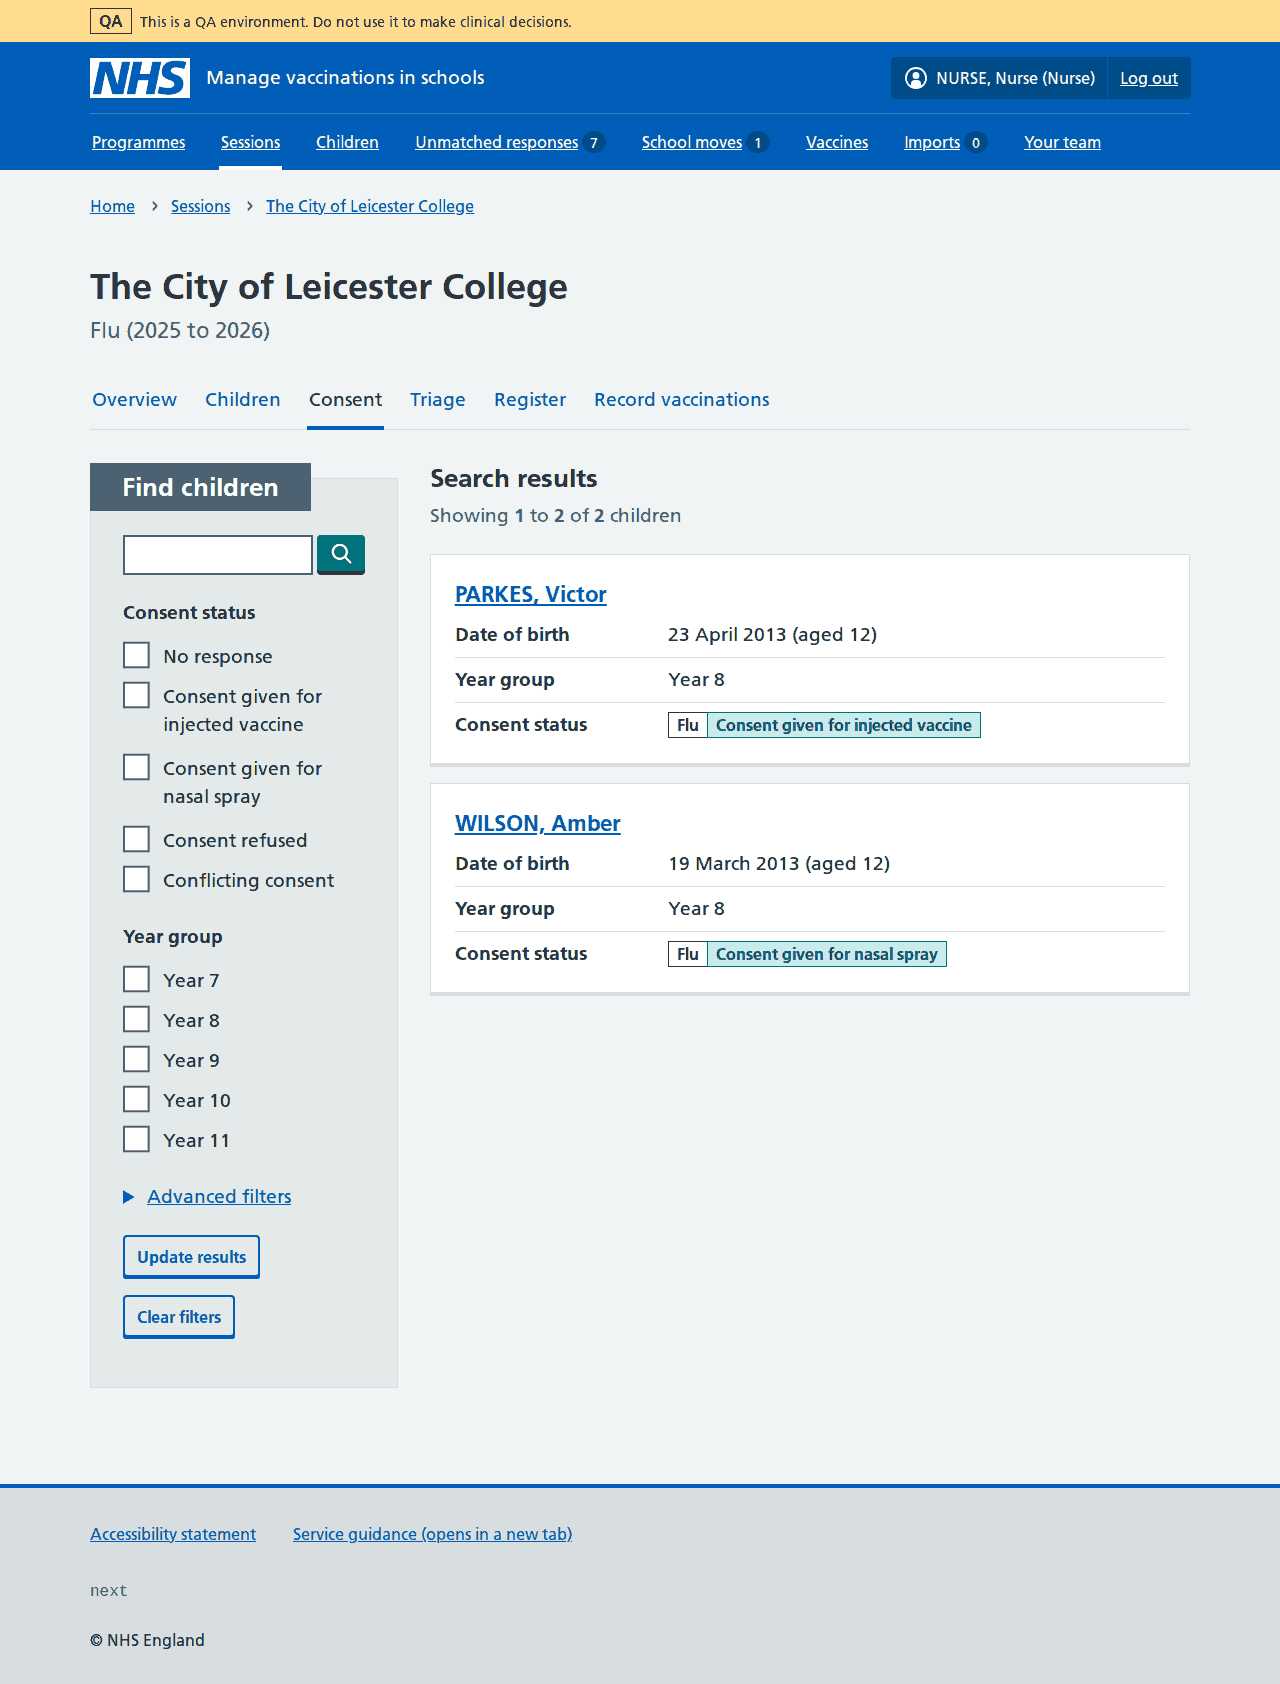 QA This is a QA environment. Do not use it to make clinical decisions.
NHS Manage vaccinations in schools NURSE, Nurse (Nurse) Log out
Programmes Sessions Children Unmatched responses 7 School moves 1 Vaccines Imports 0 Your team
Home Sessions The City of Leicester College
The City of Leicester College
Flu (2025 to 2026)
Overview Children Consent Triage Register Record vaccinations
Find children
Consent status
No response
Consent given for
injected vaccine
Consent given for
nasal spray
Consent refused
Conflicting consent
Year group
Year 7
Year 8
Year 9
Year 10
Year 11
Advanced filters
Update results
Clear filters
Search results
Showing 1 to 2 of 2 children
PARKES, Victor
Date of birth 23 April 2013 (aged 12)
Year group Year 8
Consent status Flu Consent given for injected vaccine
WILSON, Amber
Date of birth 19 March 2013 (aged 12)
Year group Year 8
Consent status Flu Consent given for nasal spray
Accessibility statement Service guidance (opens in a new tab)
next
© NHS England